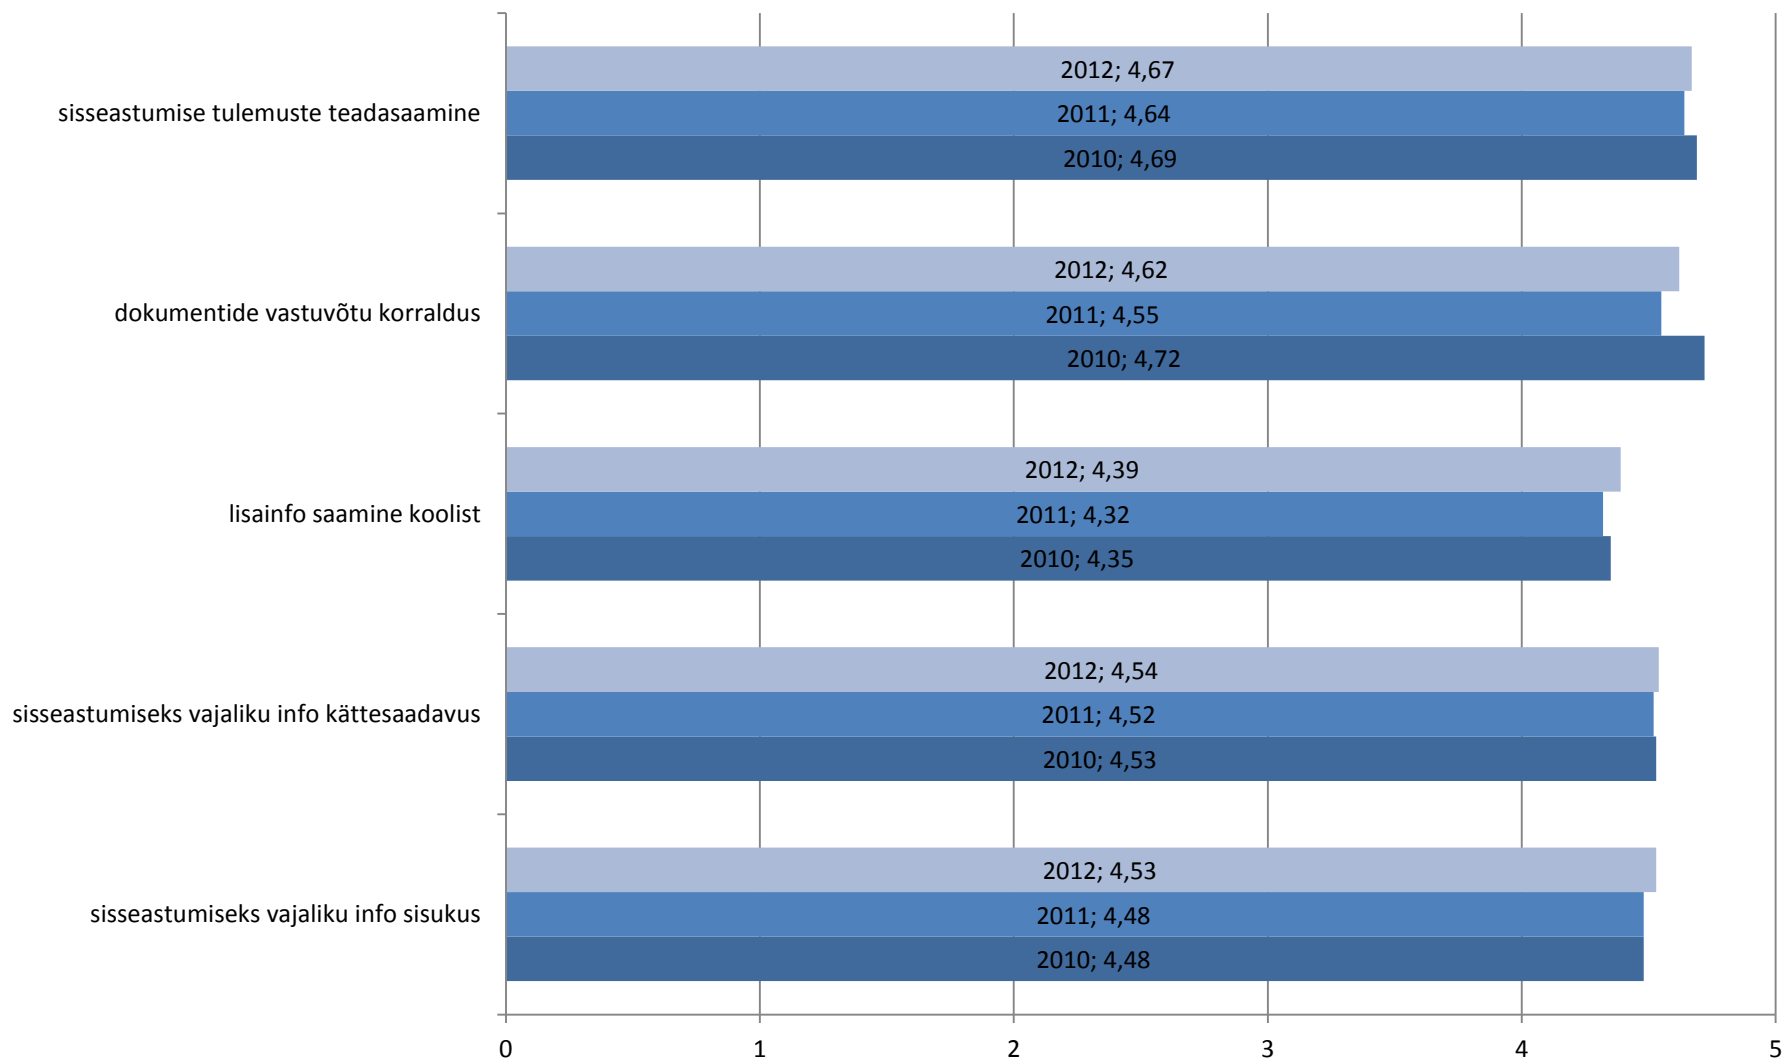 2012; 4,67
sisseastumise tulemuste teadasaamine
2011; 4,64
2010; 4,69
2012; 4,62
dokumentide vastuvõtu korraldus
2011; 4,55
2010; 4,72
2012; 4,39
lisainfo saamine koolist
2011; 4,32
2010; 4,35
2012; 4,54
sisseastumiseks vajaliku info kättesaadavus
2011; 4,52
2010; 4,53
2012; 4,53
sisseastumiseks vajaliku info sisukus
2011; 4,48
2010; 4,48
0 1 2 3 4 5